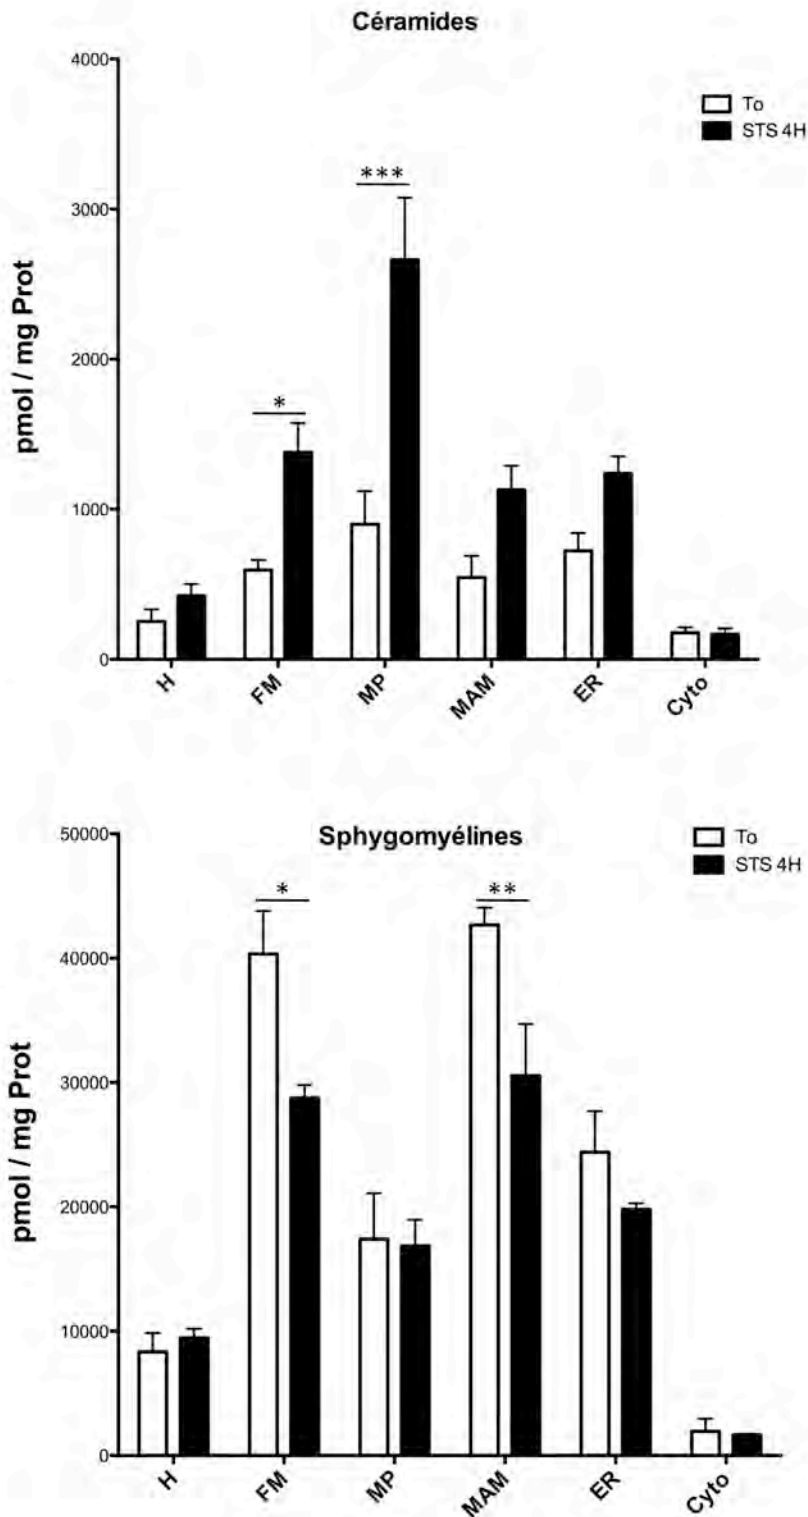 Céramides
4000
3000
2000
1000
0
pmol / mg Prot
To
STS 4H
***
*
H
FM
MP
MAM
ER
Cyto
Sphygomyélines
50000
40000
30000
20000
10000
0
pmol / mg Prot
To
STS 4H
*
**
H
FM
MP
MAM
ER
Cyto